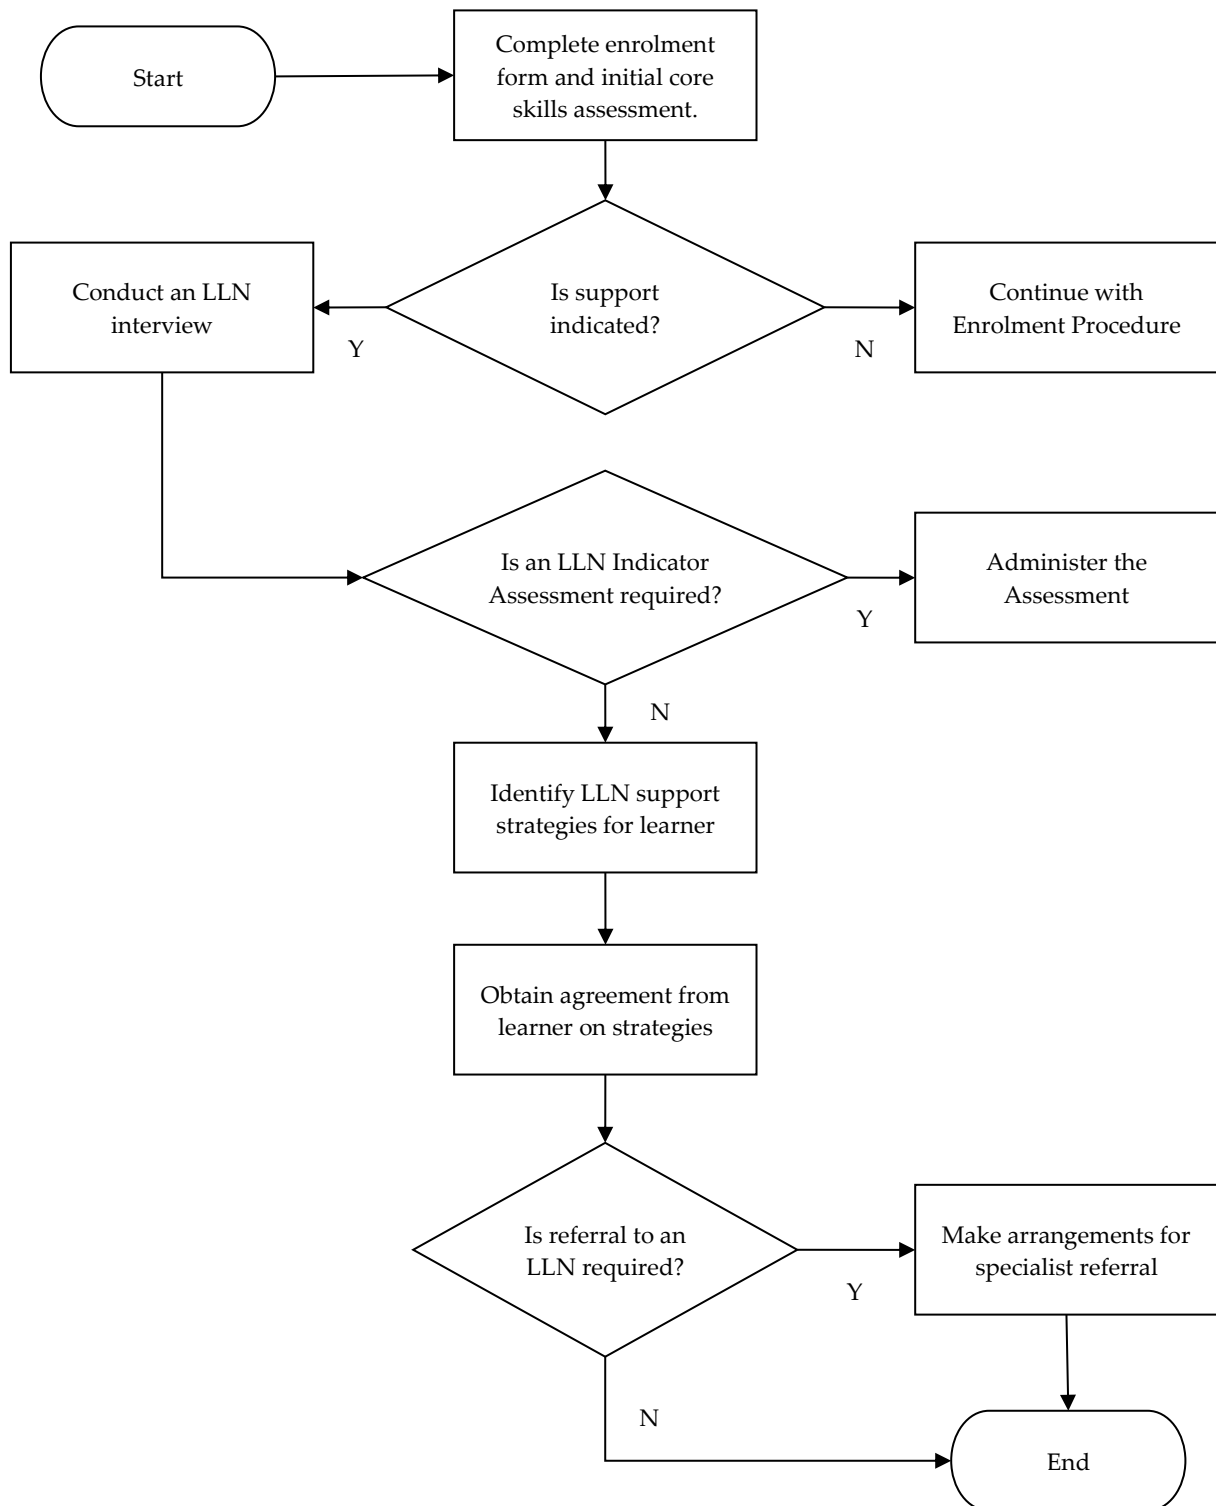 Start
Complete enrolment
form and initial core
skills assessment.
Is support
indicated?
Conduct an LLN
interview
Y
N
Continue with
Enrolment Procedure
Is an LLN Indicator
Assessment required?
Y
Administer the
Assessment
N
Identify LLN support
strategies for learner
Obtain agreement from
learner on strategies
Is referral to an
LLN required?
Y
Make arrangements for
specialist referral
N
End